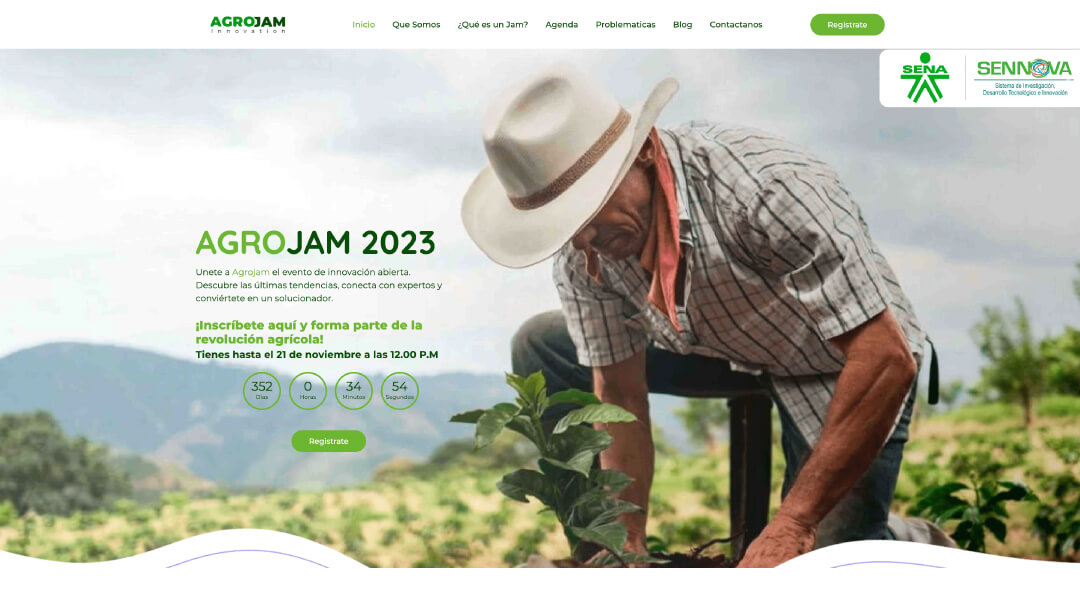 AGROJAM
Innovation
Inicio
Que Somos
¿Qué es un Jam?
Agenda
Problematicas
Blog
Contactanos
Registrate
SENA
SENNOVA
Sistema de Investigación,
Desarrollo Tecnológico e Innovación
AGROJAM 2023
Unete a Agrojam el evento de innovación abierta.
Descubre las últimas tendencias, conecta con expertos y
conviértete en un solucionador.
¡Inscríbete aquí y forma parte de la
revolución agrícola!
Tienes hasta el 21 de noviembre a las 12.00 P.M
352 0 34 54
Días Horas Minutos Segundos
Registrate